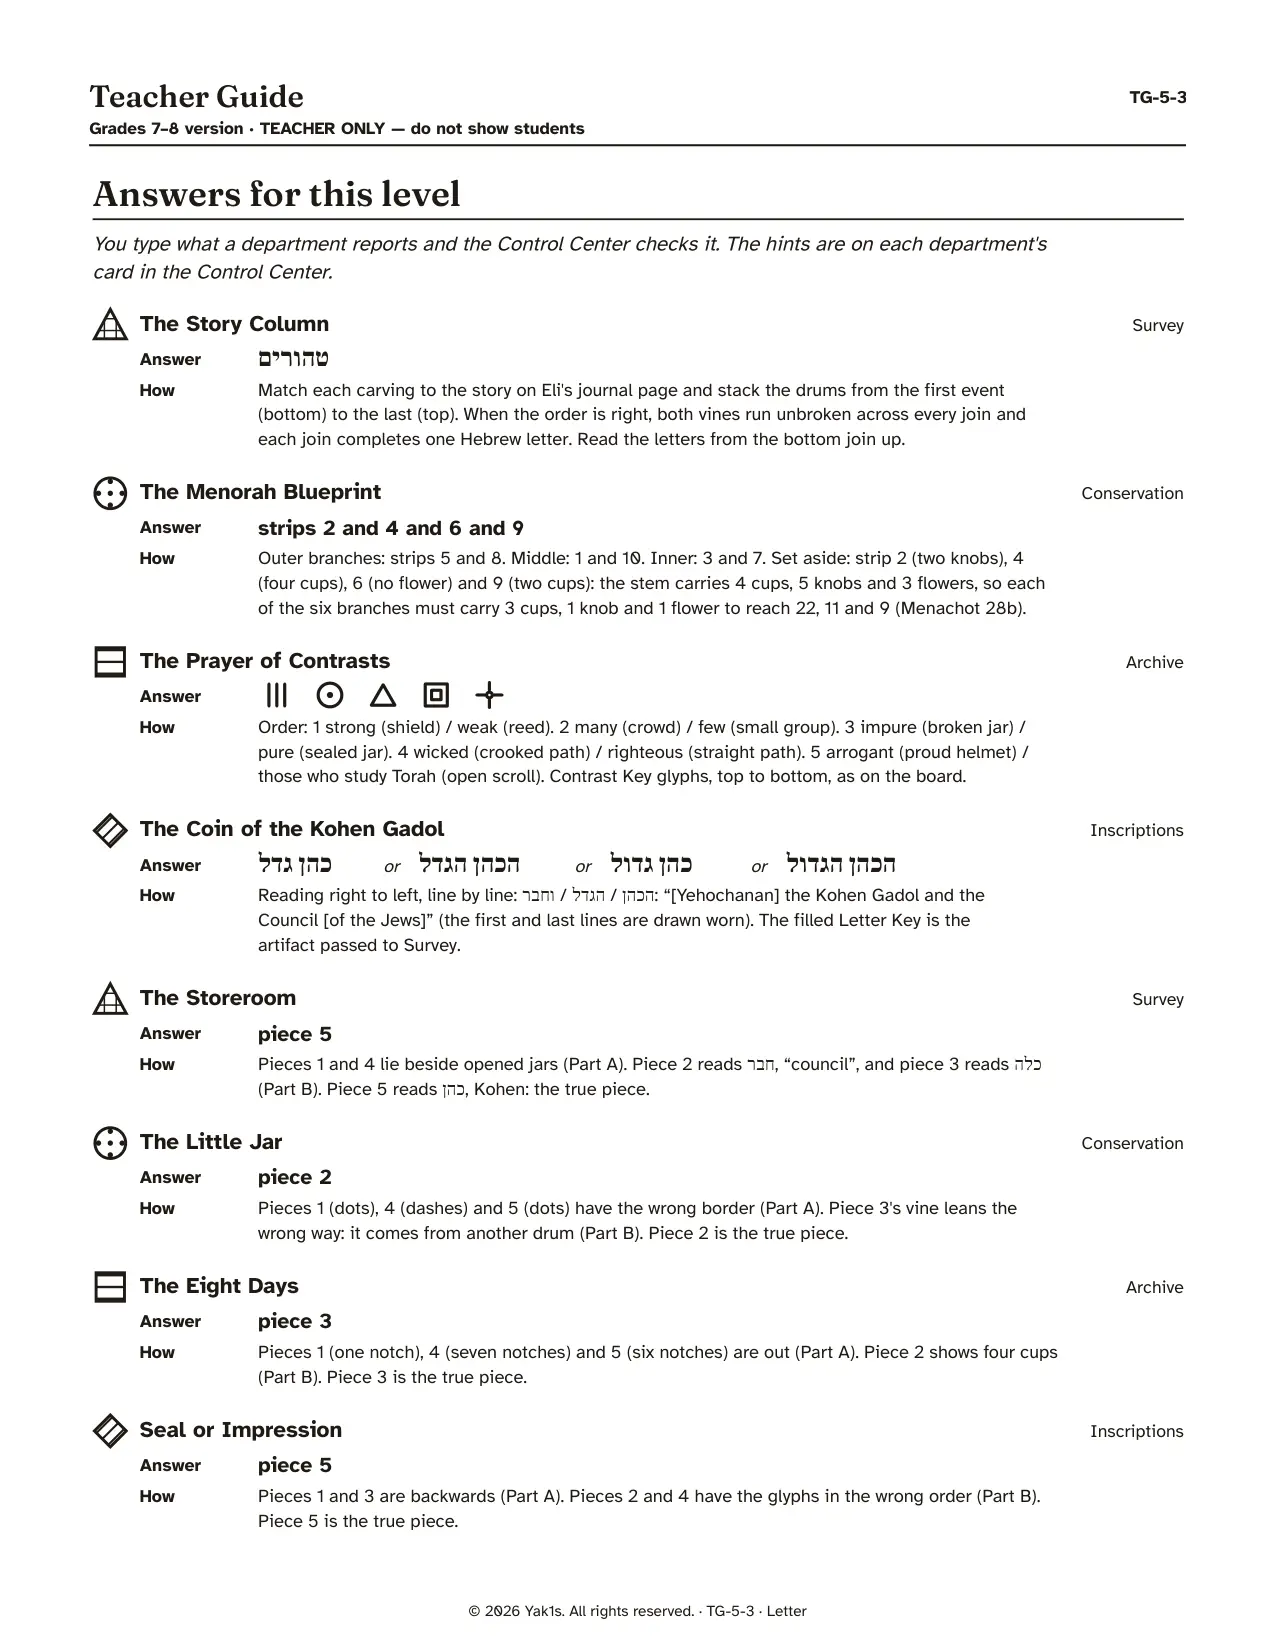 Teacher Guide
TG-5-3
Grades 7–8 version · TEACHER ONLY — do not show students
Answers for this level
You type what a department reports and the Control Center checks it. The hints are on each department's
card in the Control Center.
The Story Column
Survey
Answer
טהורים
How
Match each carving to the story on Eli's journal page and stack the drums from the first event
(bottom) to the last (top). When the order is right, both vines run unbroken across every join and
each join completes one Hebrew letter. Read the letters from the bottom join up.
The Menorah Blueprint
Conservation
Answer
strips 2 and 4 and 6 and 9
How
Outer branches: strips 5 and 8. Middle: 1 and 10. Inner: 3 and 7. Set aside: strip 2 (two knobs), 4
(four cups), 6 (no flower) and 9 (two cups): the stem carries 4 cups, 5 knobs and 3 flowers, so each
of the six branches must carry 3 cups, 1 knob and 1 flower to reach 22, 11 and 9 (Menachot 28b).
The Prayer of Contrasts
Archive
Answer
How
Order: 1 strong (shield) / weak (reed). 2 many (crowd) / few (small group). 3 impure (broken jar) /
pure (sealed jar). 4 wicked (crooked path) / righteous (straight path). 5 arrogant (proud helmet) /
those who study Torah (open scroll). Contrast Key glyphs, top to bottom, as on the board.
The Coin of the Kohen Gadol
Inscriptions
Answer
כהן גדל or הכהן הגדל or כהן גדול or הכהן הגדול
How
Reading right to left, line by line: הכהן / הגדל / וחבר: “[Yehochanan] the Kohen Gadol and the
Council [of the Jews]” (the first and last lines are drawn worn). The filled Letter Key is the
artifact passed to Survey.
The Storeroom
Survey
Answer
piece 5
How
Pieces 1 and 4 lie beside opened jars (Part A). Piece 2 reads חבר, “council”, and piece 3 reads כלה
(Part B). Piece 5 reads כהן, Kohen: the true piece.
The Little Jar
Conservation
Answer
piece 2
How
Pieces 1 (dots), 4 (dashes) and 5 (dots) have the wrong border (Part A). Piece 3's vine leans the
wrong way: it comes from another drum (Part B). Piece 2 is the true piece.
The Eight Days
Archive
Answer
piece 3
How
Pieces 1 (one notch), 4 (seven notches) and 5 (six notches) are out (Part A). Piece 2 shows four cups
(Part B). Piece 3 is the true piece.
Seal or Impression
Inscriptions
Answer
piece 5
How
Pieces 1 and 3 are backwards (Part A). Pieces 2 and 4 have the glyphs in the wrong order (Part B).
Piece 5 is the true piece.
© 2026 Yak1s. All rights reserved. · TG-5-3 · Letter